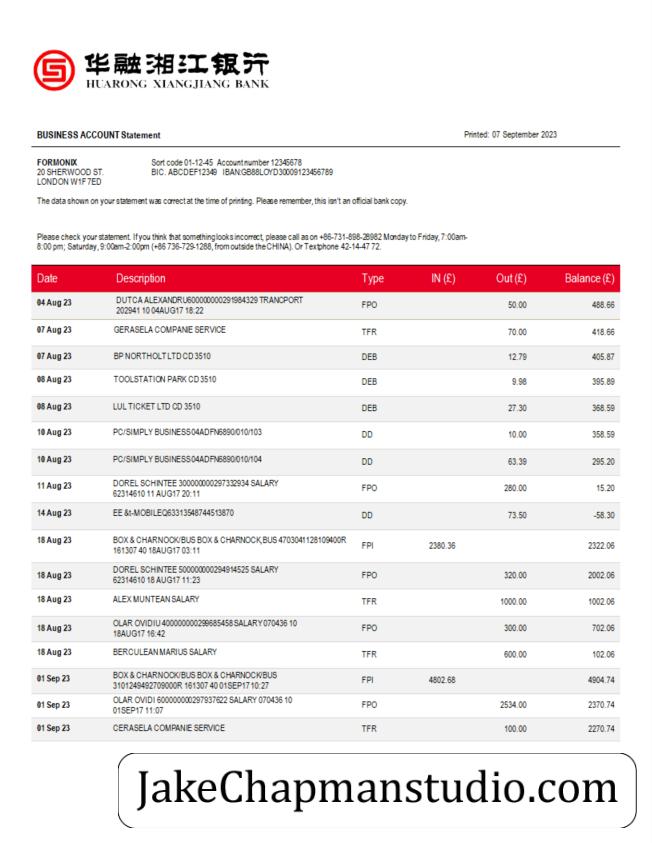 华融湘江银行
HUARONG XIANGJIANG BANK
BUSINESS ACCOUNT Statement Printed: 07 September 2023
FORMONIX Sort code 01-12-45 Account number 12345678
20 SHERWOOD ST. BIC. ABCDEF12349 IBAN:GB88LOYD30009123456789
LONDON W1F 7ED
The data shown on your statement was correct at the time of printing. Please remember, this isn't an official bank copy.
Please check your statement. If you think that something looks incorrect, please call as on +86-731-898-28982 Monday to Friday, 7:00am-
8:00 pm; Saturday, 9:00am-2:00pm (+86 736-729-1288, from outside the CHINA). Or Textphone 42-14-47 72.
Date Description Type IN (£) Out (£) Balance (£)
04 Aug 23 DUTCA ALEXANDRU600000000291984329 TRANCPORT FPO 50.00 488.66
202941 10 04AUG17 18:22
07 Aug 23 GERASELA COMPANIE SERVICE TFR 70.00 418.66
07 Aug 23 BP NORTHOLT LTD CD 3510 DEB 12.79 405.87
08 Aug 23 TOOLSTATION PARK CD 3510 DEB 9.98 395.89
08 Aug 23 LUL TICKET LTD CD 3510 DEB 27.30 368.59
10 Aug 23 PC/SIMPLY BUSINESS04ADFN6890/010/103 DD 10.00 358.59
10 Aug 23 PC/SIMPLY BUSINESS04ADFN6890/010/104 DD 63.39 295.20
11 Aug 23 DOREL SCHINTEE 300000000297332934 SALARY FPO 280.00 15.20
62314610 11 AUG17 20:11
14 Aug 23 EE &t-MOBILEQ63313548744513870 DD 73.50 -58.30
18 Aug 23 BOX & CHARNOCK/BUS BOX & CHARNOCK,BUS 4703041128109400R FPI 2380.36 2322.06
161307 40 18AUG17 03:11
18 Aug 23 DOREL SCHINTEE 500000000294914525 SALARY FPO 320.00 2002.06
62314610 18 AUG17 11:23
18 Aug 23 ALEX MUNTEAN SALARY TFR 1000.00 1002.06
18 Aug 23 OLAR OVIDIU 400000000299685458 SALARY 070436 10 FPO 300.00 702.06
18AUG17 16:42
18 Aug 23 BERCULEAN MARIUS SALARY TFR 600.00 102.06
01 Sep 23 BOX & CHARNOCK/BUS BOX & CHARNOCK/BUS FPI 4802.68 4904.74
3101249492709000R 161307 40 01SEP17 10:27
01 Sep 23 OLAR OVIDI 600000000297937622 SALARY 070436 10 FPO 2534.00 2370.74
01SEP17 11:07
01 Sep 23 CERASELA COMPANIE SERVICE TFR 100.00 2270.74
JakeChapmanstudio.com